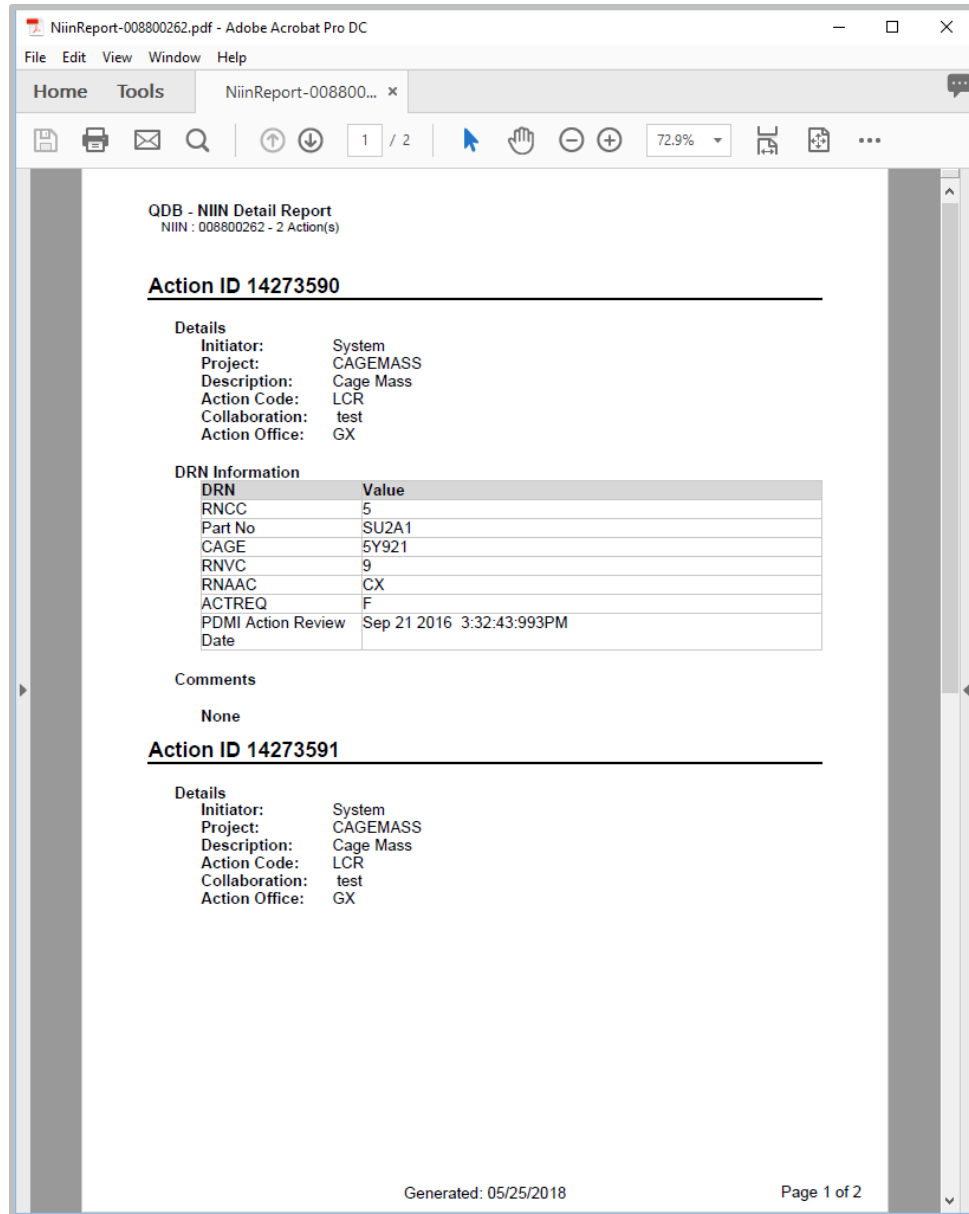 NiinReport-008800262.pdf - Adobe Acrobat Pro DC
File Edit View Window Help
Home Tools NiinReport-008800... ×
1 / 2 72.9%
QDB - NIIN Detail Report
NIIN : 008800262 - 2 Action(s)
Action ID 14273590
Details
Initiator: System
Project: CAGEMASS
Description: Cage Mass
Action Code: LCR
Collaboration: test
Action Office: GX
DRN Information
DRN Value
RNCC 5
Part No SU2A1
CAGE 5Y921
RNVC 9
RNAAC CX
ACTREQ F
PDMI Action Review Sep 21 2016 3:32:43:993PM
Date
Comments
None
Action ID 14273591
Details
Initiator: System
Project: CAGEMASS
Description: Cage Mass
Action Code: LCR
Collaboration: test
Action Office: GX
Generated: 05/25/2018 Page 1 of 2